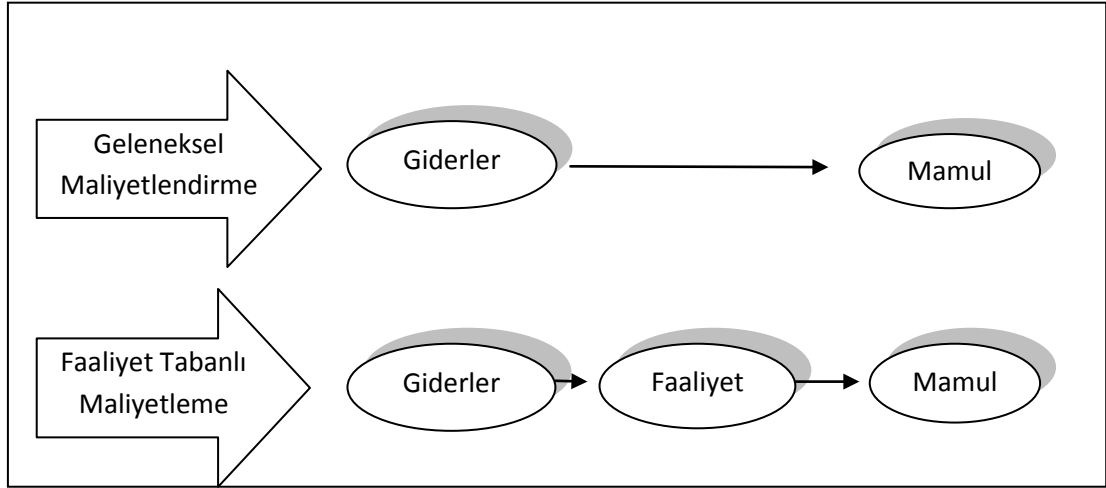 Geleneksel
Maliyetlendirme
Giderler
Mamul
Faaliyet Tabanlı
Maliyetleme
Giderler
Faaliyet
Mamul